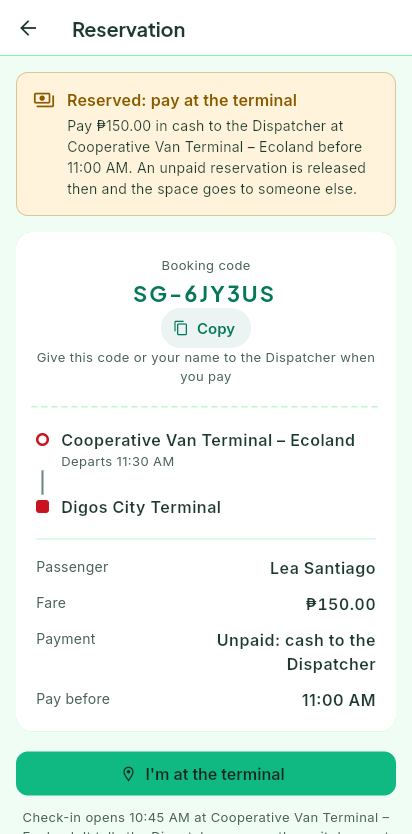 Reservation
Reserved: pay at the terminal
Pay ₱150.00 in cash to the Dispatcher at
Cooperative Van Terminal – Ecoland before
11:00 AM. An unpaid reservation is released
then and the space goes to someone else.
Booking code
SG-6JY3US
Copy
Give this code or your name to the Dispatcher when
you pay
Cooperative Van Terminal – Ecoland
Departs 11:30 AM
Digos City Terminal
Passenger Lea Santiago
Fare ₱150.00
Payment Unpaid: cash to the
Dispatcher
Pay before 11:00 AM
I'm at the terminal
Check-in opens 10:45 AM at Cooperative Van Terminal –